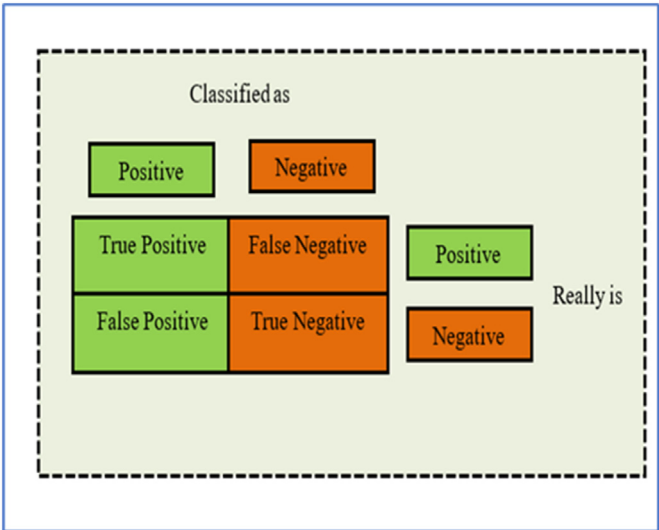 Classified as
Positive
Negative
True Positive
False Negative
Positive
Really is
False Positive
True Negative
Negative